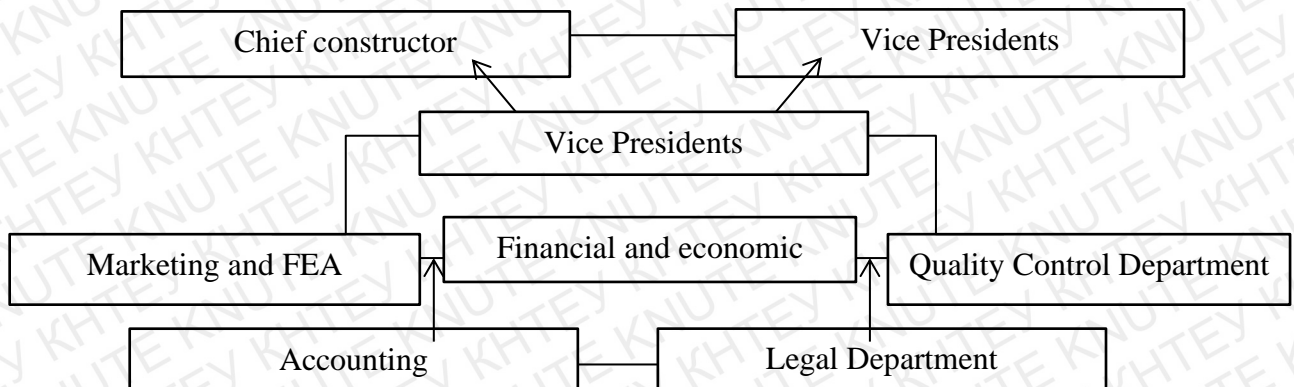 Chief constructor
Vice Presidents
Vice Presidents
Marketing and FEA
Financial and economic
Quality Control Department
Accounting
Legal Department